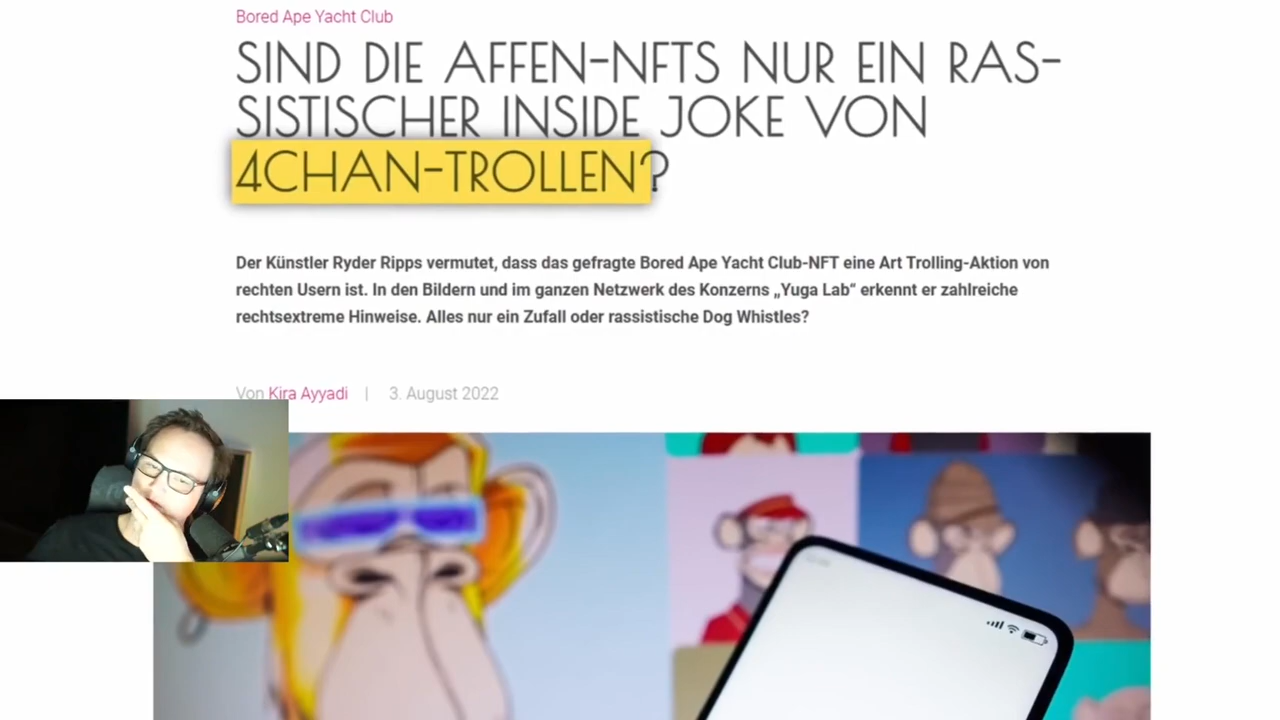 Bored Ape Yacht Club
SIND DIE AFFEN-NFTS NUR EIN RAS-
SISTISCHER INSIDE JOKE VON
4CHAN-TROLLEN?
Der Künstler Ryder Ripps vermutet, dass das gefragte Bored Ape Yacht Club-NFT eine Art Trolling-Aktion von
rechten Usern ist. In den Bildern und im ganzen Netzwerk des Konzerns „Yuga Lab“ erkennt er zahlreiche
rechtsextreme Hinweise. Alles nur ein Zufall oder rassistische Dog Whistles?
Von Kira Ayyadi | 3. August 2022